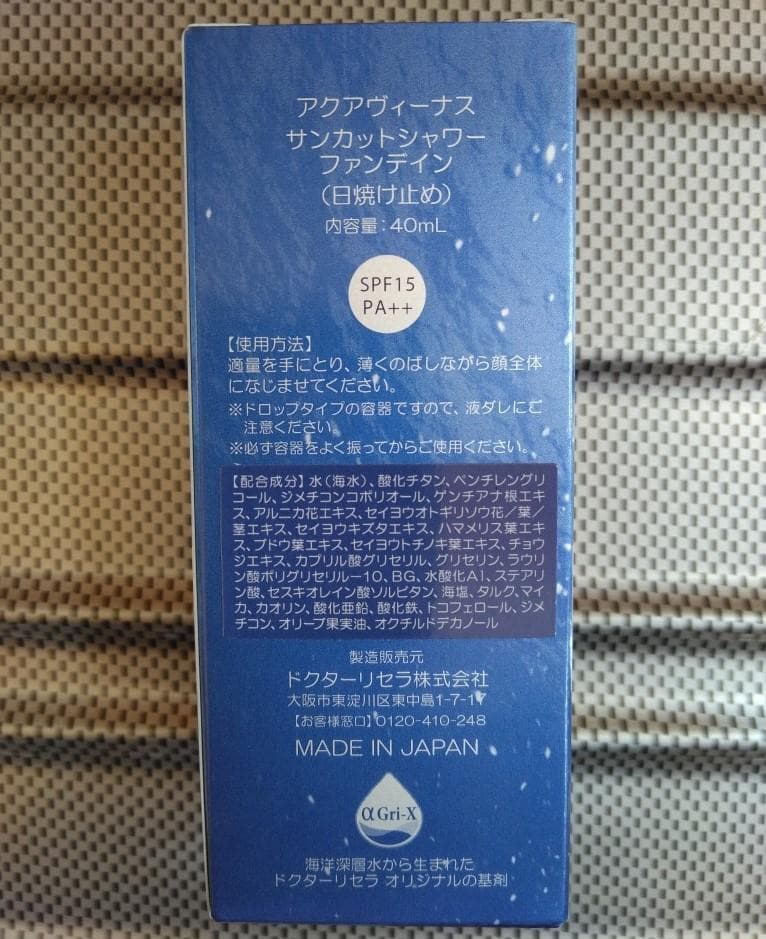 アクアヴィーナス
サンカットシャワー
ファンデイン
(日焼け止め)
内容量:40mL
SPF15
PA++
【使用方法】
適量を手にとり、薄くのばしながら顔全体
になじませてください。
※ドロップタイプの容器ですので、液ダレにご
注意ください。
※必ず容器をよく振ってからご使用ください。
【配合成分】水(海水)、酸化チタン、ペンチレングリ
コール、ジメチコンコポリオール、ゲンチアナ根エキ
ス、アルニカ花エキス、セイヨウオトギリソウ花/葉/
茎エキス、セイヨウキズタエキス、ハマメリス葉エキ
ス、ブドウ葉エキス、セイヨウトチノキ葉エキス、チョウ
ジエキス、カプリル酸グリセリル、グリセリン、ラウリ
ン酸ポリグリセリル-10、BG、水酸化Al、ステアリ
ン酸、セスキオレイン酸ソルビタン、海塩、タルク、マイ
カ、カオリン、酸化亜鉛、酸化鉄、トコフェロール、ジメ
チコン、オリーブ果実油、オクチルドデカノール
製造販売元
ドクターリセラ株式会社
大阪市東淀川区東中島1-7-17
【お客様窓口】0120-410-248
MADE IN JAPAN
αGri-X
海洋深層水から生まれた
ドクターリセラ オリジナルの基剤